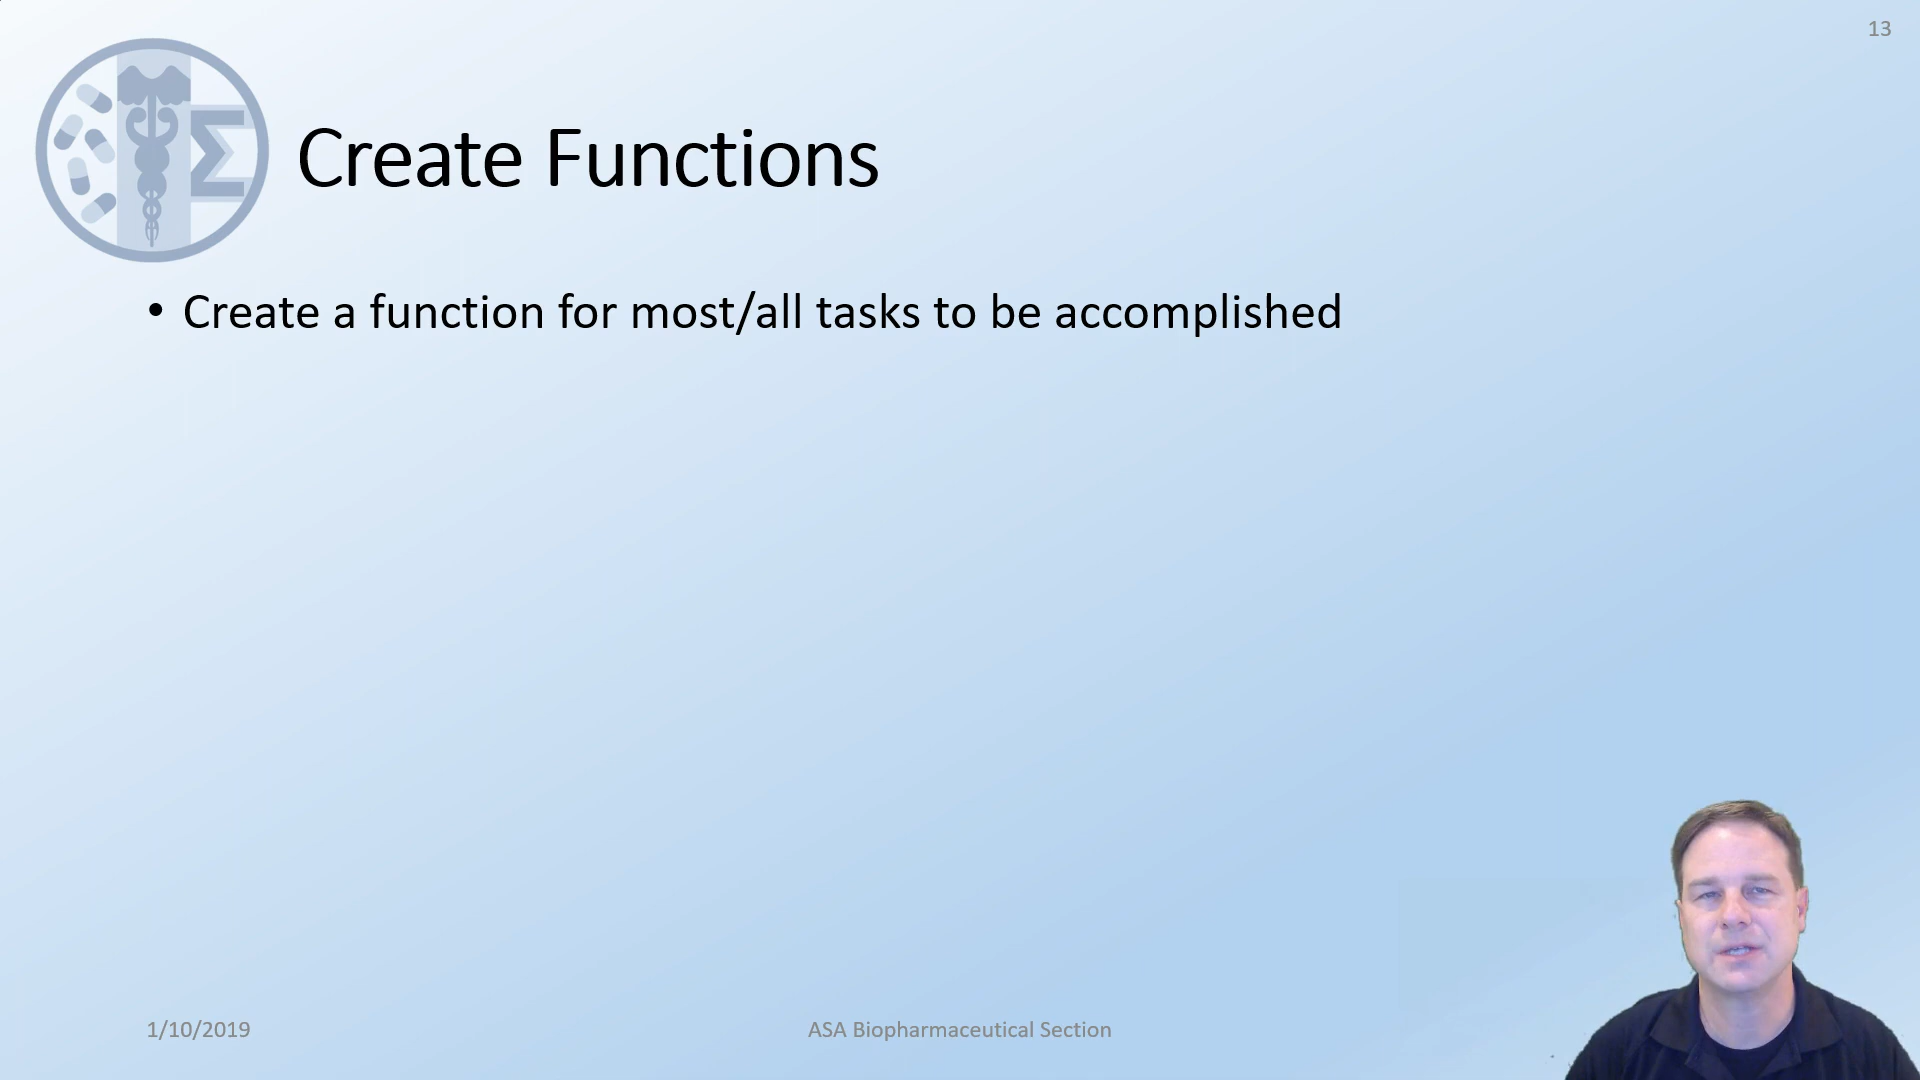 13
Σ
Create Functions
• Create a function for most/all tasks to be accomplished
1/10/2019
ASA Biopharmaceutical Section